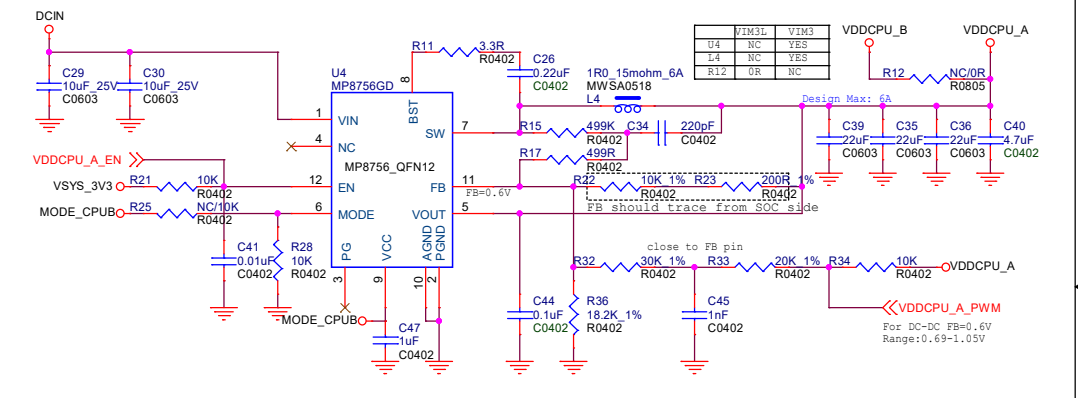 DCIN
C29
10uF_25V
C0603
C30
10uF_25V
C0603
U4
MP8756GD
R11
3.3R
R0402
C26
0.22uF
C0402
1R0_15mohm_6A
MWSA0518
L4
VIM3L VIM3
U4 NC YES
L4 NC YES
R12 0R NC
VDDCPU_B
VDDCPU_A
R12
NC/0R
R0805
Design Max: 6A
1
VIN
4
NC
8
BST
SW
7
R15
499K
R0402
C34
220pF
C0402
R17
499R
R0402
C39
22uF
C0603
C35
22uF
C0603
C36
22uF
C0603
C40
4.7uF
C0402
MP8756_QFN12
VDDCPU_A_EN
VSYS_3V3
R21
10K
R0402
12
EN
FB
11
FB=0.6V
R22
10K_1%
R0402
R23
200R_1%
R0402
FB should trace from SOC side
MODE_CPUB
R25
NC/10K
R0402
6
MODE
VOUT
5
PG
VCC
AGND
PGND
3
9
10
2
C41
0.01uF
C0402
R28
10K
R0402
MODE_CPUB
C47
1uF
C0402
close to FB pin
R32
30K_1%
R0402
R33
20K_1%
R0402
R34
10K
R0402
VDDCPU_A
C44
0.1uF
C0402
R36
18.2K_1%
R0402
C45
1nF
C0402
VDDCPU_A_PWM
For DC-DC FB=0.6V
Range:0.69-1.05V